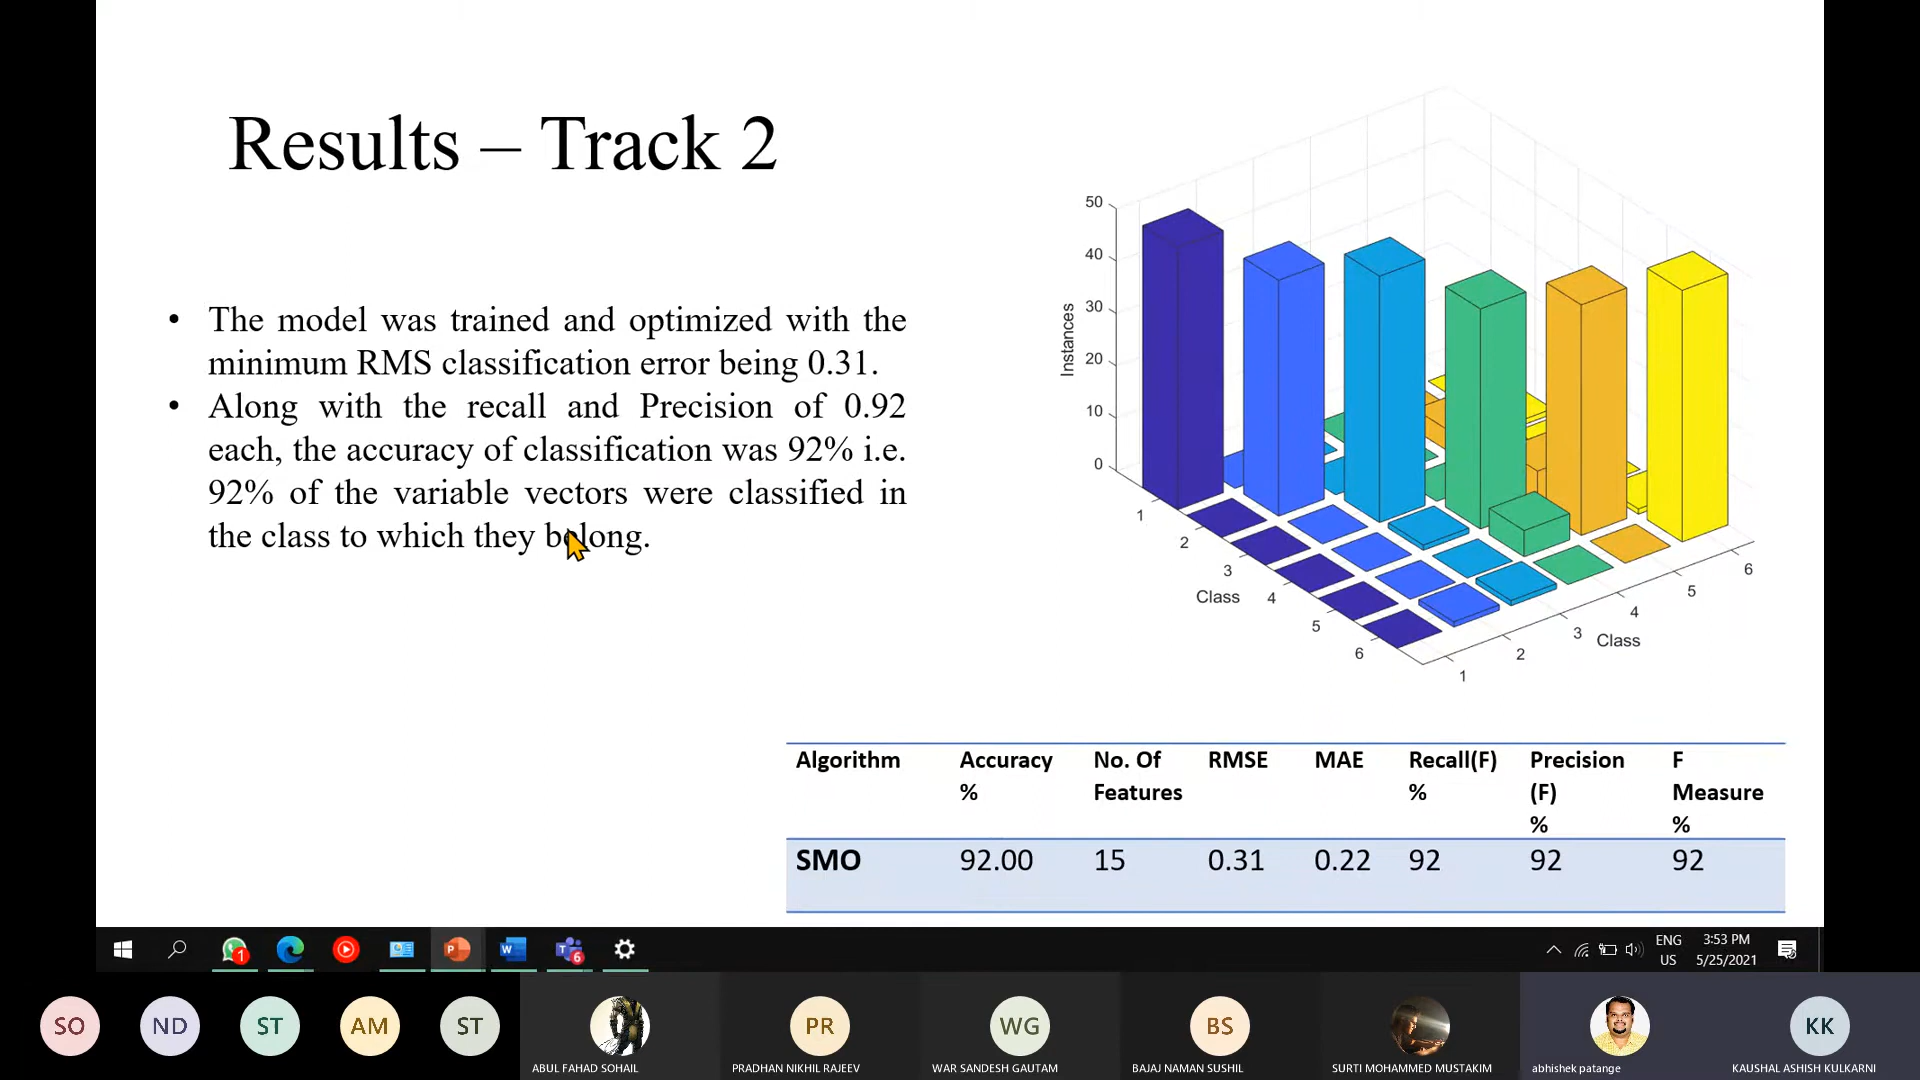 Results – Track 2
• The model was trained and optimized with the
minimum RMS classification error being 0.31.
• Along with the recall and Precision of 0.92
each, the accuracy of classification was 92% i.e.
92% of the variable vectors were classified in
the class to which they belong.
50
40
30
20
10
0
Instances
1
2
3
4
5
6
Class
1
2
3
4
5
6
Class
Algorithm Accuracy % No. Of Features RMSE MAE Recall(F) % Precision (F) % F Measure %
SMO 92.00 15 0.31 0.22 92 92 92
1
P
W
T
6
ENG
US
3:53 PM
5/25/2021
SO ND ST AM ST PR WG BS KK
ABUL FAHAD SOHAIL PRADHAN NIKHIL RAJEEV WAR SANDESH GAUTAM BAJAJ NAMAN SUSHIL SURTI MOHAMMED MUSTAKIM abhishek patange KAUSHAL ASHISH KULKARNI